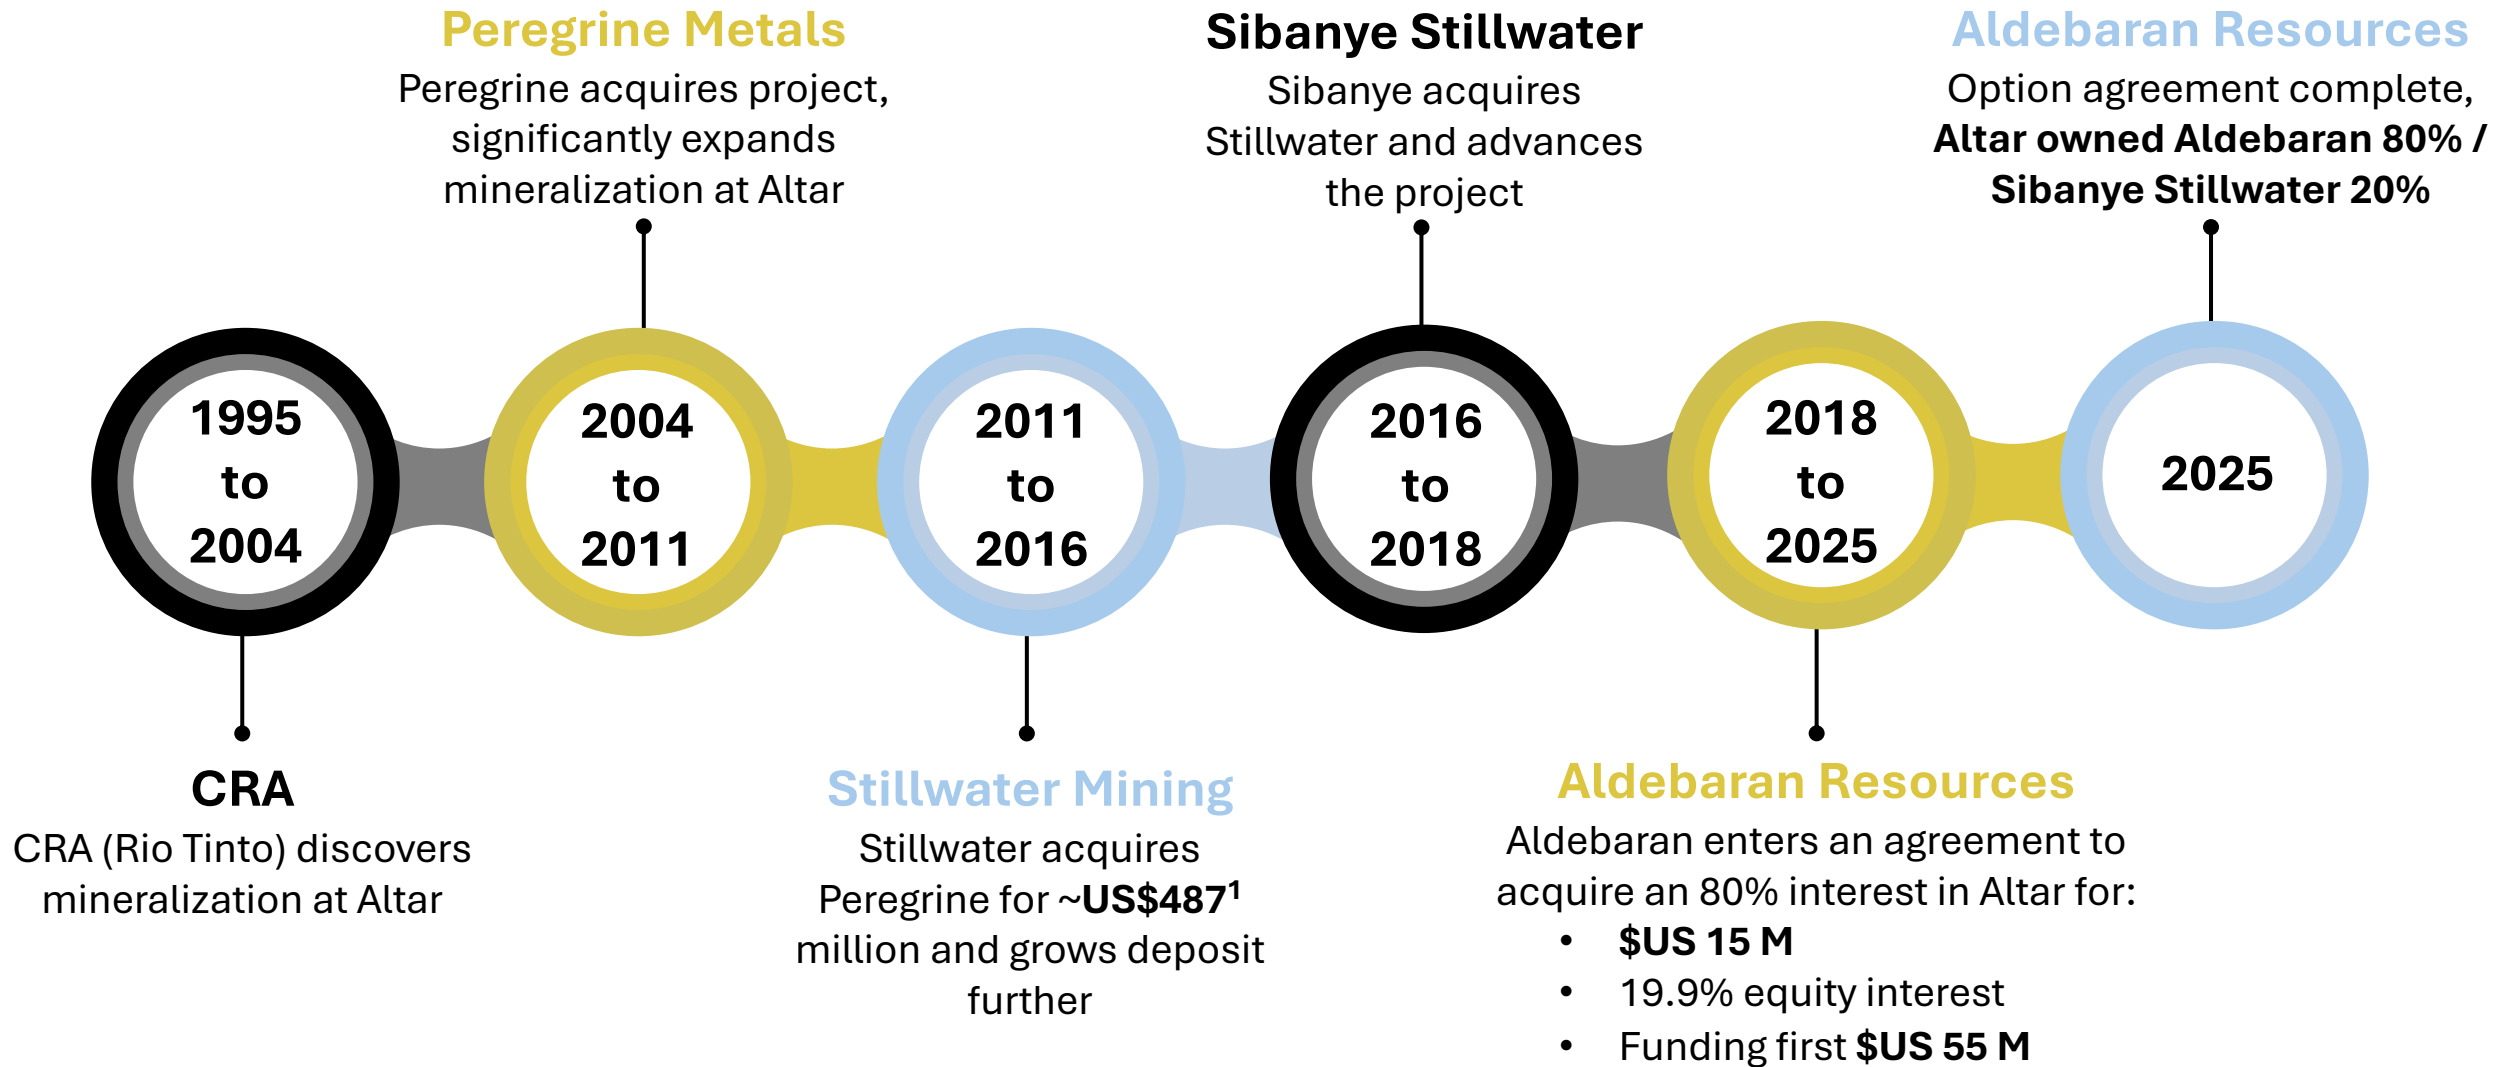 Peregrine Metals
Peregrine acquires project,
significantly expands
mineralization at Altar
Sibanye Stillwater
Sibanye acquires
Stillwater and advances
the project
Aldebaran Resources
Option agreement complete,
Altar owned Aldebaran 80% /
Sibanye Stillwater 20%
1995
to
2004
2004
to
2011
2011
to
2016
2016
to
2018
2018
to
2025
2025
CRA
CRA (Rio Tinto) discovers
mineralization at Altar
Stillwater Mining
Stillwater acquires
Peregrine for ~US$487¹
million and grows deposit
further
Aldebaran Resources
Aldebaran enters an agreement to
acquire an 80% interest in Altar for:
• $US 15 M
• 19.9% equity interest
• Funding first $US 55 M